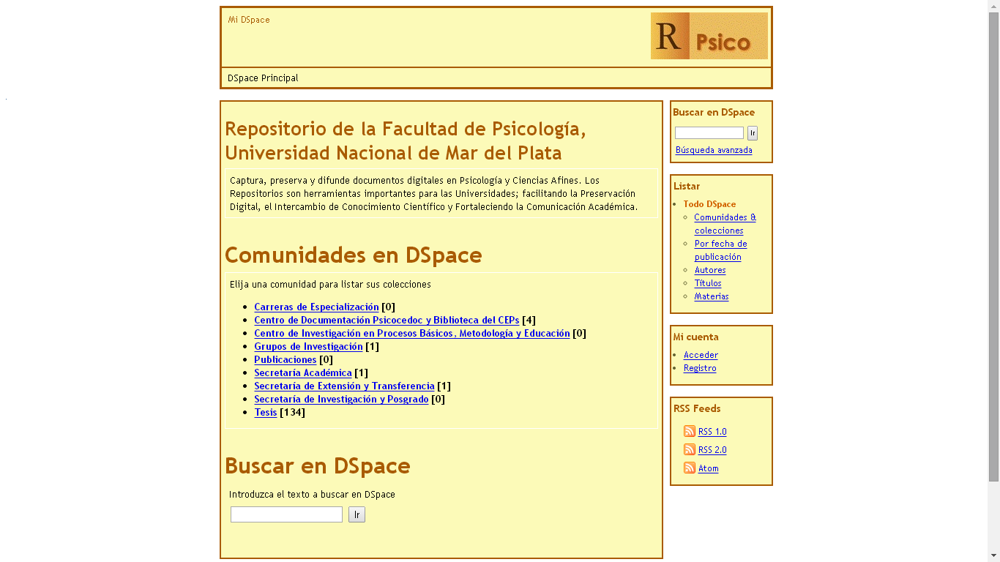 Mi DSpace
R Psico
DSpace Principal
Repositorio de la Facultad de Psicología,
Universidad Nacional de Mar del Plata
Captura, preserva y difunde documentos digitales en Psicología y Ciencias Afines. Los
Repositorios son herramientas importantes para las Universidades; facilitando la Preservación
Digital, el Intercambio de Conocimiento Científico y Fortaleciendo la Comunicación Académica.
Comunidades en DSpace
Elija una comunidad para listar sus colecciones
Carreras de Especialización [0]
Centro de Documentación Psicocedoc y Biblioteca del CEPs [4]
Centro de Investigación en Procesos Básicos, Metodología y Educación [0]
Grupos de Investigación [1]
Publicaciones [0]
Secretaría Académica [1]
Secretaría de Extensión y Transferencia [1]
Secretaría de Investigación y Posgrado [0]
Tesis [134]
Buscar en DSpace
Introduzca el texto a buscar en DSpace
Ir
Buscar en DSpace
Ir
Búsqueda avanzada
Listar
Todo DSpace
Comunidades &
colecciones
Por fecha de
publicación
Autores
Títulos
Materias
Mi cuenta
Acceder
Registro
RSS Feeds
RSS 1.0
RSS 2.0
Atom